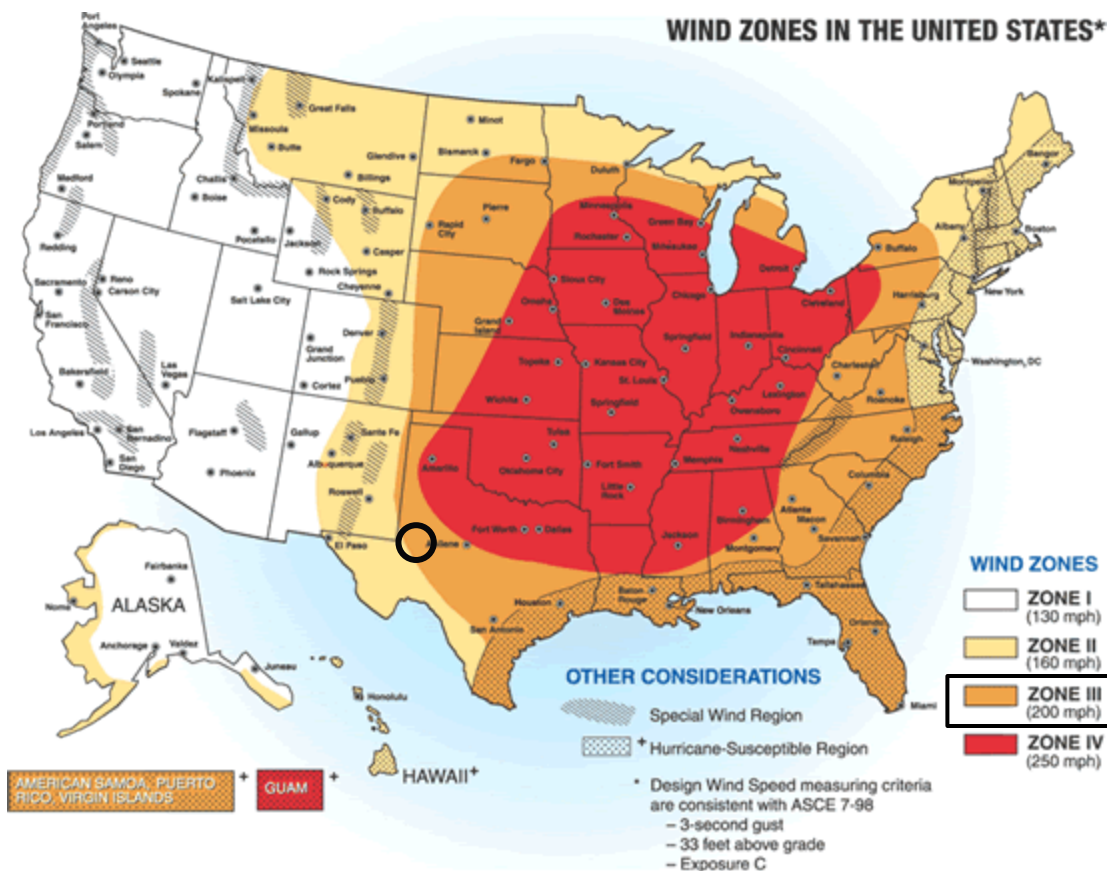 WIND ZONES IN THE UNITED STATES*
Port
Angeles
Seattle
Olympia
Spokane
Kalispell
Great Falls
Portland
Salem
Missoula
Butte
Glendive
Billings
Minot
Bismarck
Fargo
Duluth
Bangor
Montpelier
Medford
Challis
Boise
Cody
Buffalo
Rapid
City
Pierre
Minneapolis
Rochester
Green Bay
Buffalo
Albany
Boston
Redding
Pocatello
Jackson
Casper
Detroit
Sacramento
Reno
Carson City
Rock Springs
Cheyenne
Salt Lake City
Sioux City
Omaha
Des
Moines
Chicago
Cleveland
Harrisburg
New York
San
Francisco
Grand
Junction
Denver
Grand
Island
Springfield
Indianapolis
Cincinnati
Washington, DC
Bakersfield
Las
Vegas
Cortez
Pueblo
Topeka
Kansas City
St. Louis
Lexington
Charleston
Roanoke
Wichita
Springfield
Owensboro
Los Angeles
San
Bernadino
San
Diego
Flagstaff
Gallup
Sante Fe
Albuquerque
Amarillo
Tulsa
Oklahoma City
Fort Smith
Memphis
Nashville
Raleigh
Phoenix
Roswell
Little
Rock
Columbia
El Paso
Fort Worth
Dallas
Jackson
Birmingham
Montgomery
Atlanta
Macon
Savannah
Houston
Baton
Rouge
New Orleans
San Antonio
Orlando
Tampa
Miami
Fairbanks
Nome
ALASKA
Anchorage
Valdez
Juneau
Honolulu
HAWAII+
AMERICAN SAMOA, PUERTO
RICO, VIRGIN ISLANDS
+
GUAM
+
OTHER CONSIDERATIONS
Special Wind Region
+ Hurricane-Susceptible Region
* Design Wind Speed measuring criteria
are consistent with ASCE 7-98
– 3-second gust
– 33 feet above grade
– Exposure C
WIND ZONES
ZONE I
(130 mph)
ZONE II
(160 mph)
ZONE III
(200 mph)
ZONE IV
(250 mph)